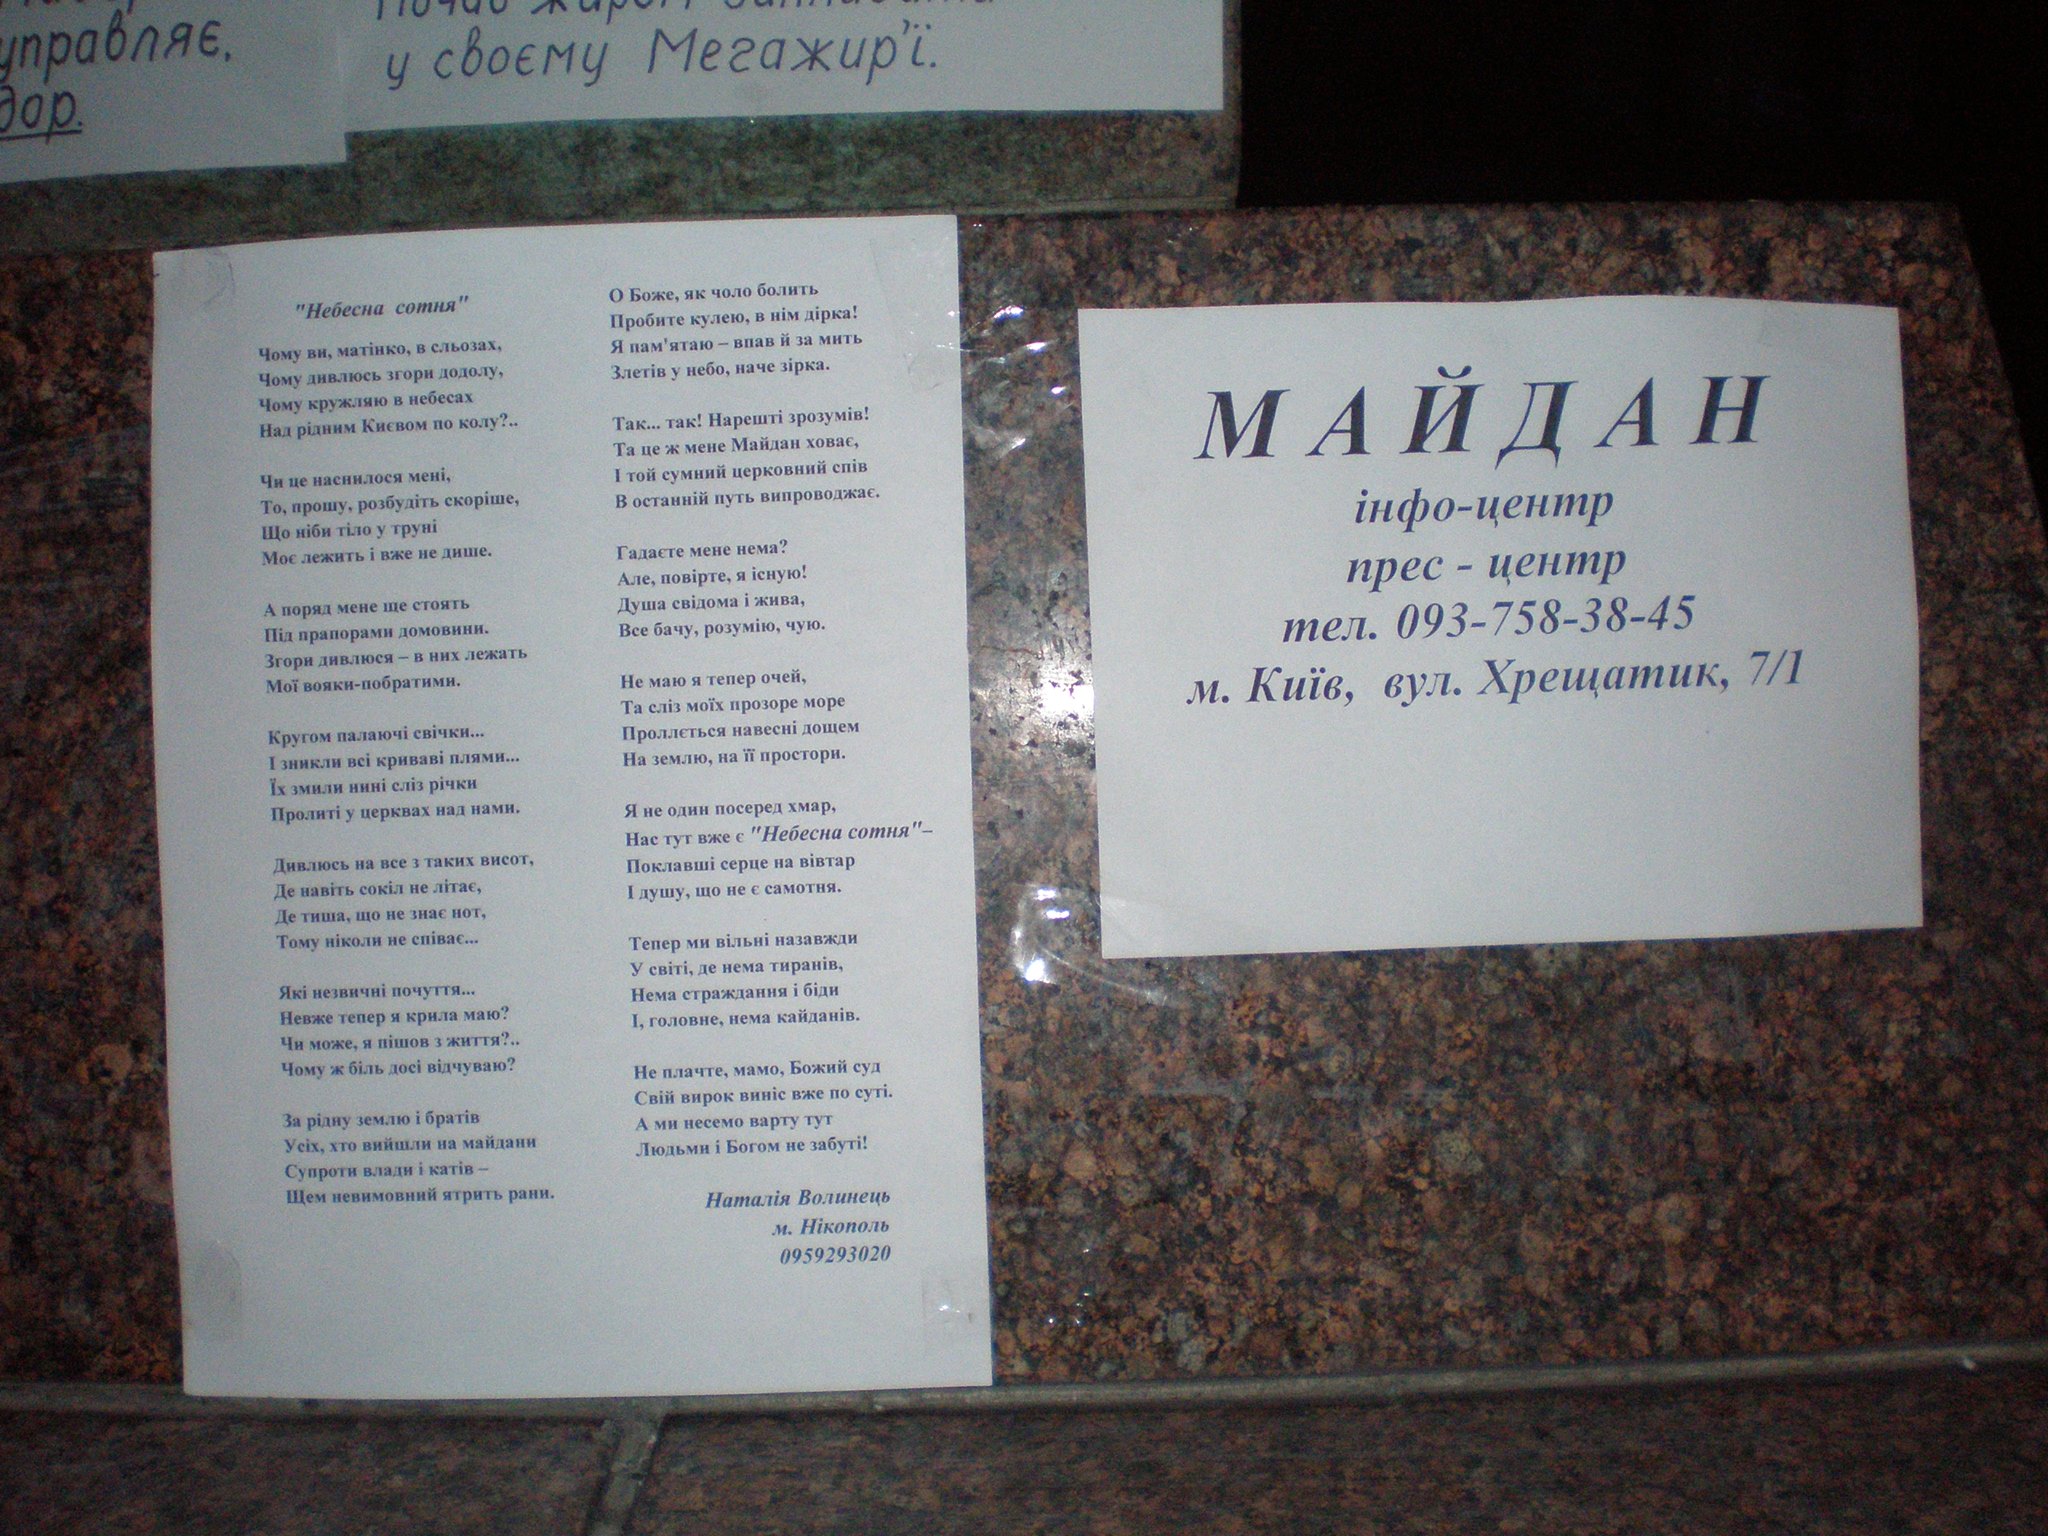 управляє.
дор.
у своєму Мегажир'ї.
"Небесна сотня"
Чому ви, матінко, в сльозах,
Чому дивлюсь згори додолу,
Чому кружляю в небесах
Над рідним Києвом по колу?..
Чи це наснилося мені,
То, прошу, розбудіть скоріше,
Що ніби тіло у труні
Моє лежить і вже не дише.
А поряд мене ще стоять
Під прапорами домовини.
Згори дивлюся – в них лежать
Мої вояки-побратими.
Кругом палаючі свічки...
І зникли всі криваві плями...
Їх змили нині сліз річки
Пролиті у церквах над нами.
Дивлюсь на все з таких висот,
Де навіть сокіл не літає,
Де тиша, що не знає нот,
Тому ніколи не співає...
Які незвичні почуття...
Невже тепер я крила маю?
Чи може, я пішов з життя?..
Чому ж біль досі відчуваю?
За рідну землю і братів
Усіх, хто вийшли на майдани
Супроти влади і катів –
Щем невимовний ятрить рани.
О Боже, як чоло болить
Пробите кулею, в нім дірка!
Я пам'ятаю – впав й за мить
Злетів у небо, наче зірка.
Так... так! Нарешті зрозумів!
Та це ж мене Майдан ховає,
І той сумний церковний спів
В останній путь випроводжає.
Гадаєте мене нема?
Але, повірте, я існую!
Душа свідома і жива,
Все бачу, розумію, чую.
Не маю я тепер очей,
Та сліз моїх прозоре море
Проллється навесні дощем
На землю, на її простори.
Я не один посеред хмар,
Нас тут вже є "Небесна сотня"–
Поклавші серце на вівтар
І душу, що не є самотня.
Тепер ми вільні назавжди
У світі, де нема тиранів,
Нема страждання і біди
І, головне, нема кайданів.
Не плачте, мамо, Божий суд
Свій вирок виніс вже по суті.
А ми несемо варту тут
Людьми і Богом не забуті!
Наталія Волинець
м. Нікополь
0959293020
МАЙДАН
інфо-центр
прес - центр
тел. 093-758-38-45
м. Київ, вул. Хрещатик, 7/1